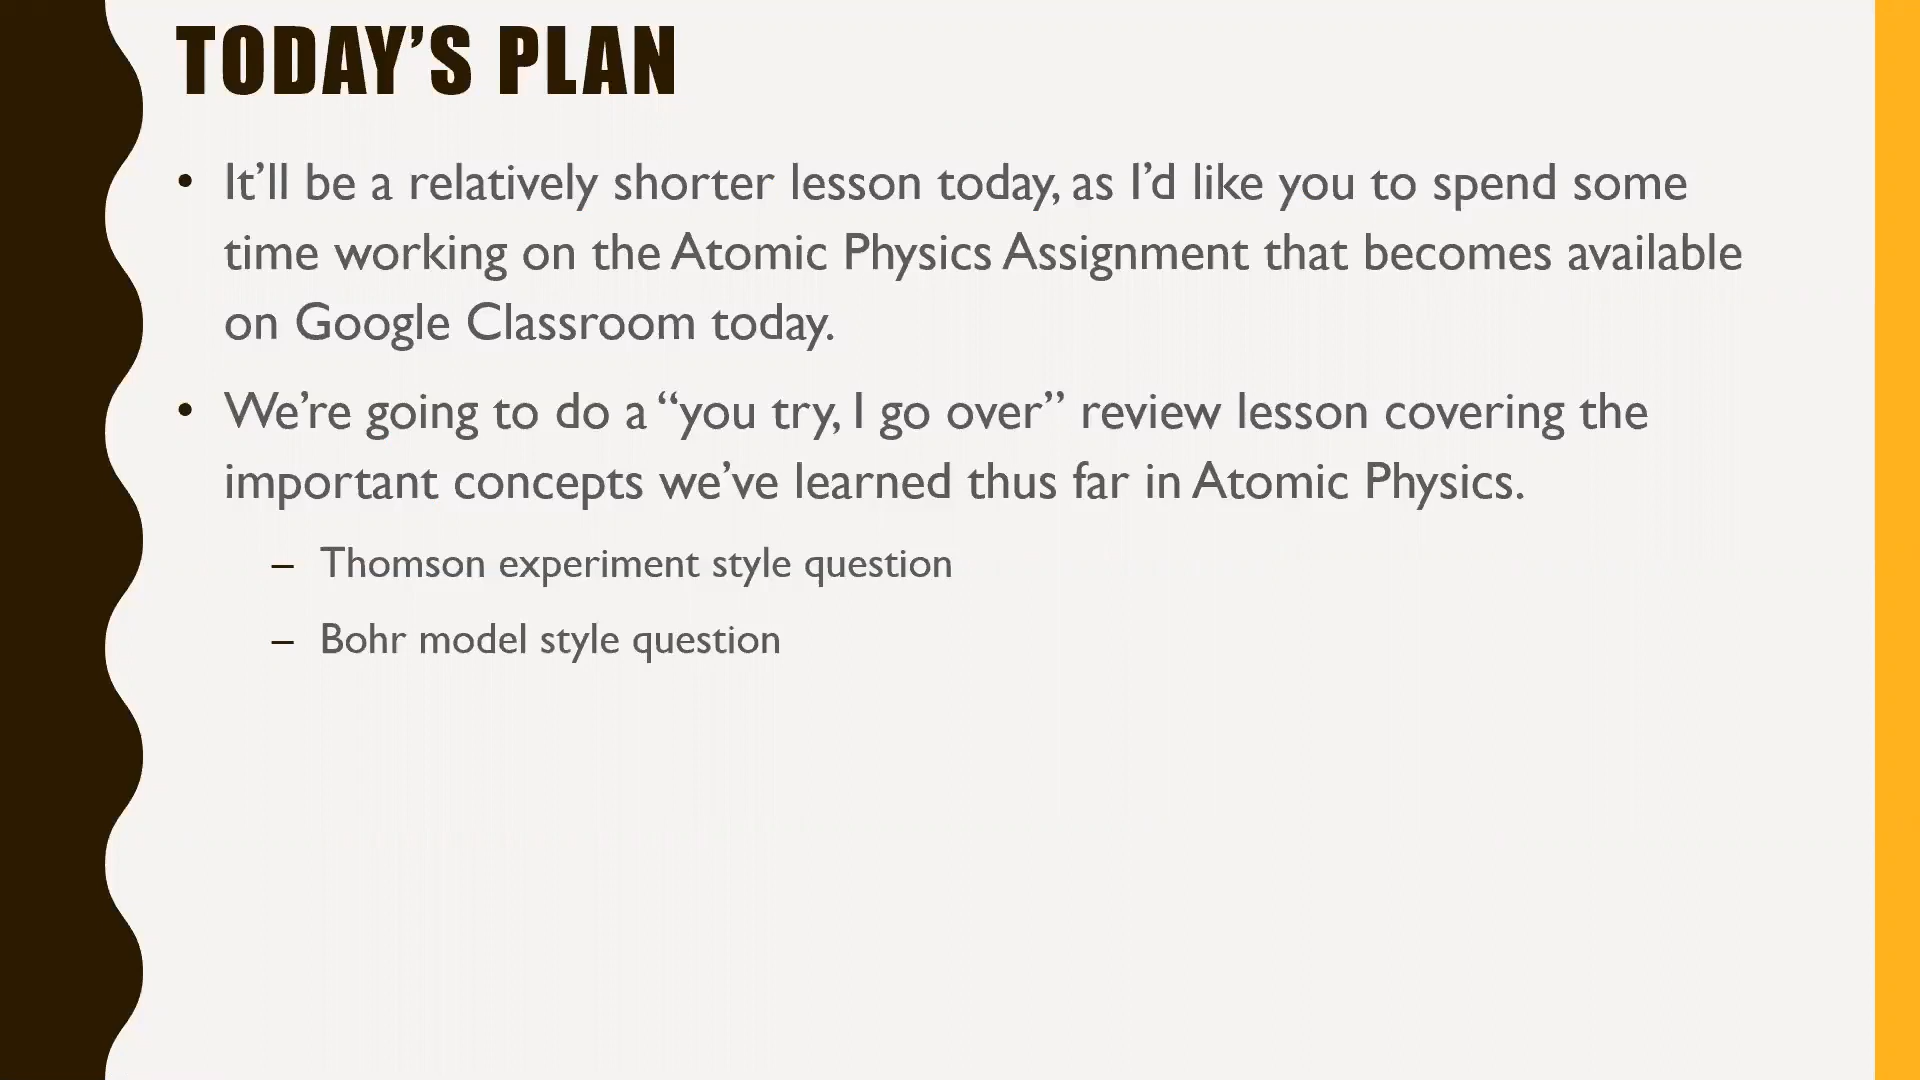 TODAY’S PLAN
• It’ll be a relatively shorter lesson today, as I’d like you to spend some
time working on the Atomic Physics Assignment that becomes available
on Google Classroom today.
• We’re going to do a “you try, I go over” review lesson covering the
important concepts we’ve learned thus far in Atomic Physics.
– Thomson experiment style question
– Bohr model style question